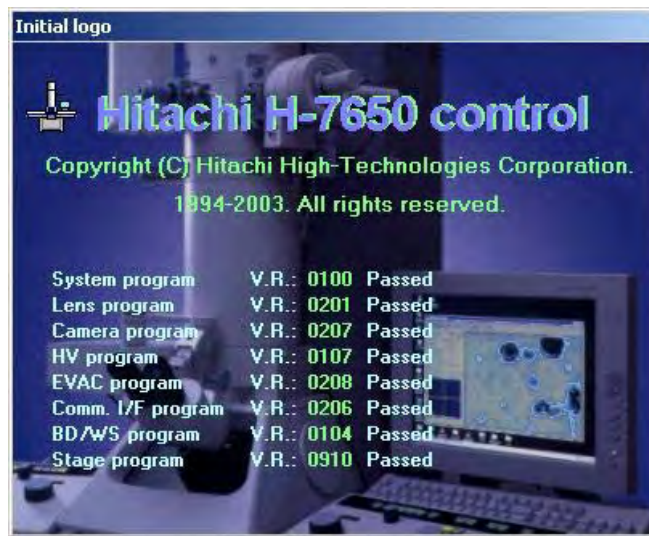 Initial logo
Hitachi H-7650 control
Copyright (C) Hitachi High-Technologies Corporation.
1994-2003. All rights reserved.
System program V.R.: 0100 Passed
Lens program V.R.: 0201 Passed
Camera program V.R.: 0207 Passed
HV program V.R.: 0107 Passed
EVAC program V.R.: 0208 Passed
Comm. I/F program V.R.: 0206 Passed
BD/WS program V.R.: 0104 Passed
Stage program V.R.: 0910 Passed